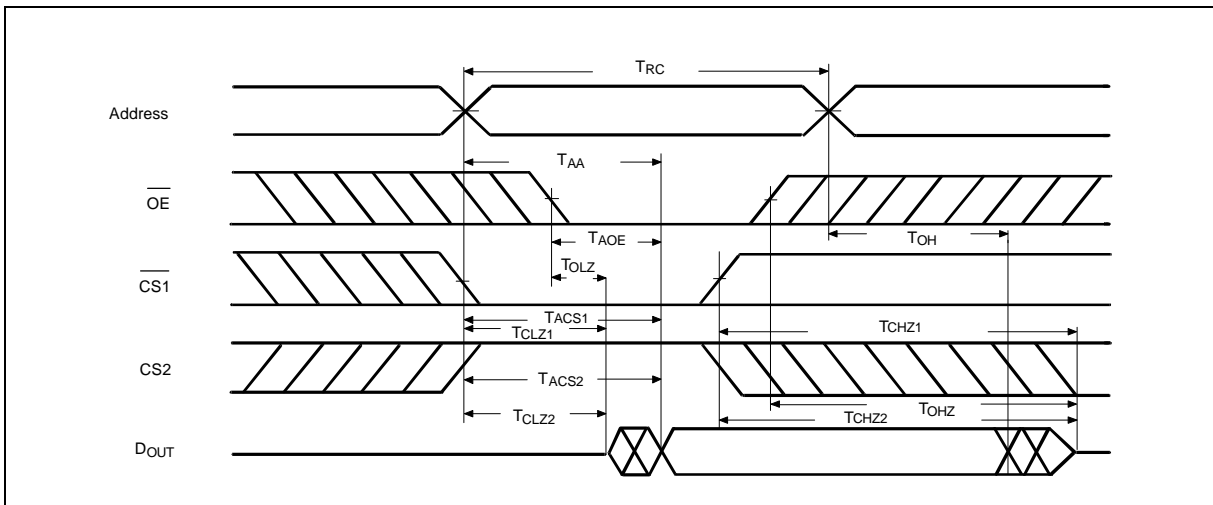 TRC
Address
TAA
OE
TAOE
TOH
TOLZ
CS1
TACS1
TCLZ1
TCHZ1
CS2
TACS2
TOHZ
TCLZ2
TCHZ2
DOUT